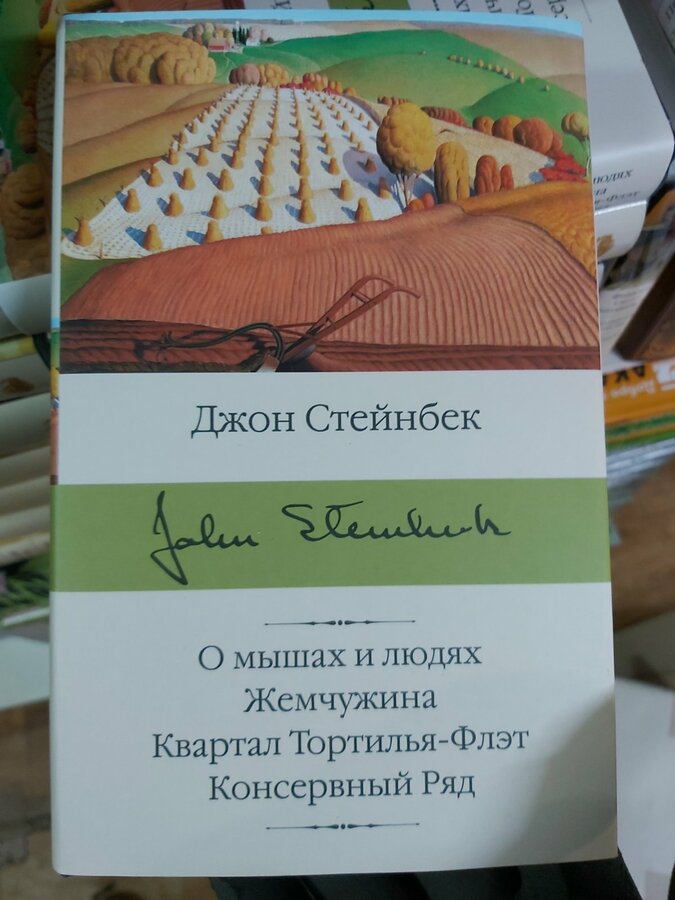 Джон Стейнбек
John Steinbeck
О мышах и людях
Жемчужина
Квартал Тортилья-Флэт
Консервный Ряд